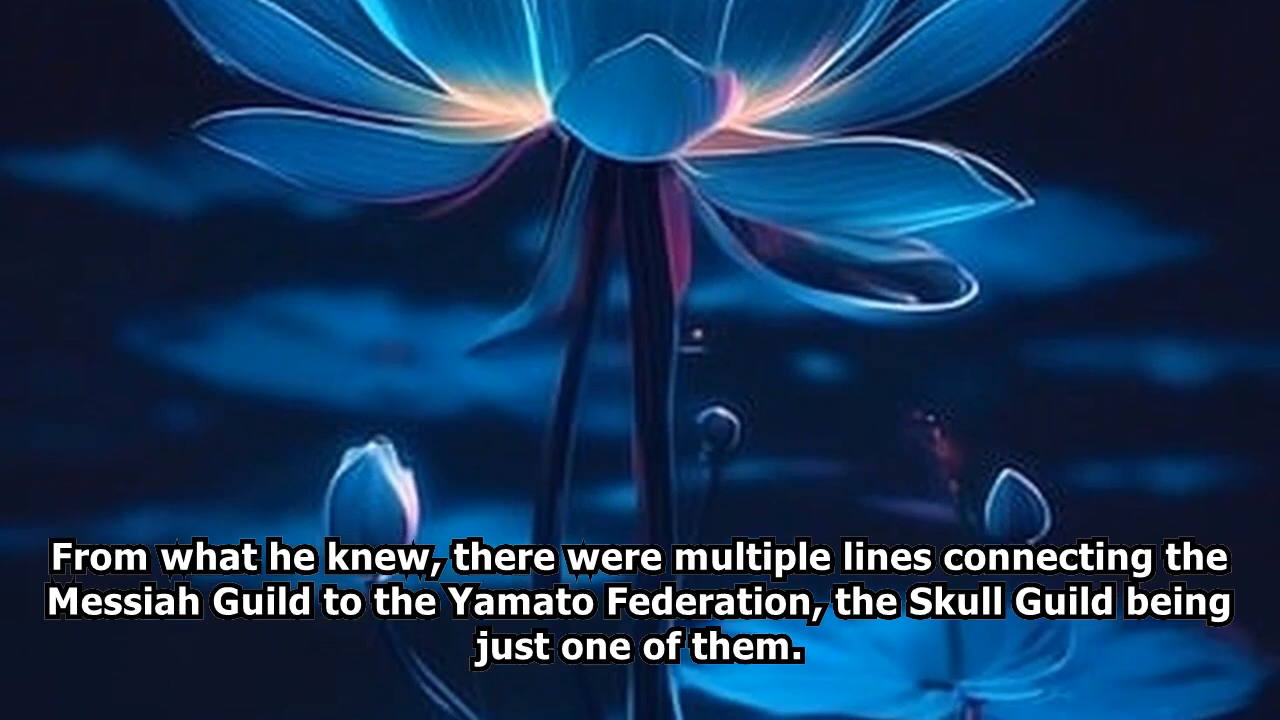 From what he knew, there were multiple lines connecting the
Messiah Guild to the Yamato Federation, the Skull Guild being
just one of them.